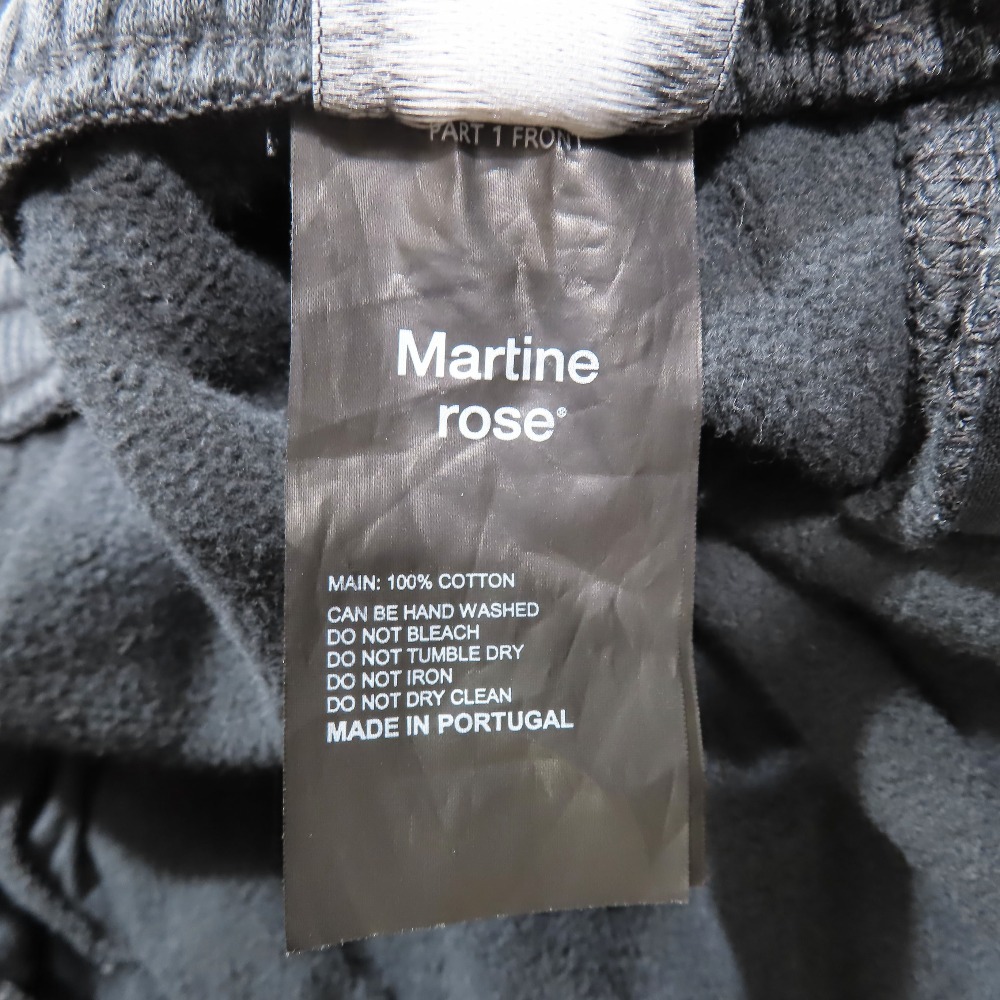 PART 1 FRONT
Martine
rose®
MAIN: 100% COTTON
CAN BE HAND WASHED
DO NOT BLEACH
DO NOT TUMBLE DRY
DO NOT IRON
DO NOT DRY CLEAN
MADE IN PORTUGAL